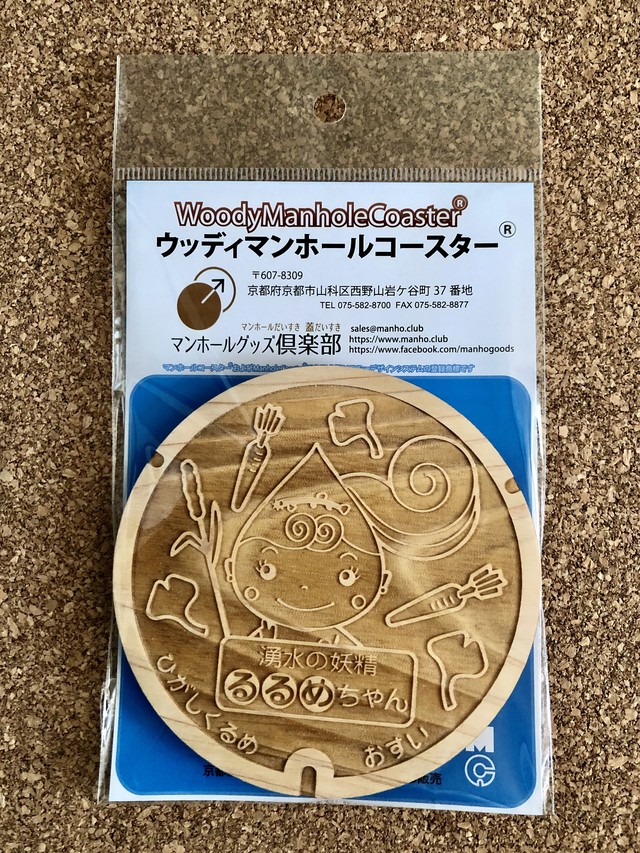 WoodyManholeCoaster®
ウッディマンホールコースター®
〒607-8309
京都府京都市山科区西野山岩ケ谷町 37 番地
TEL 075-582-8700 FAX 075-582-8877
マンホールだいすき 蓋だいすき
マンホールグッズ倶楽部
sales@manho.club
https://www.manho.club
https://www.facebook.com/manhogoods
湧水の妖精
るるめちゃん
ひがしくるめ
おすい